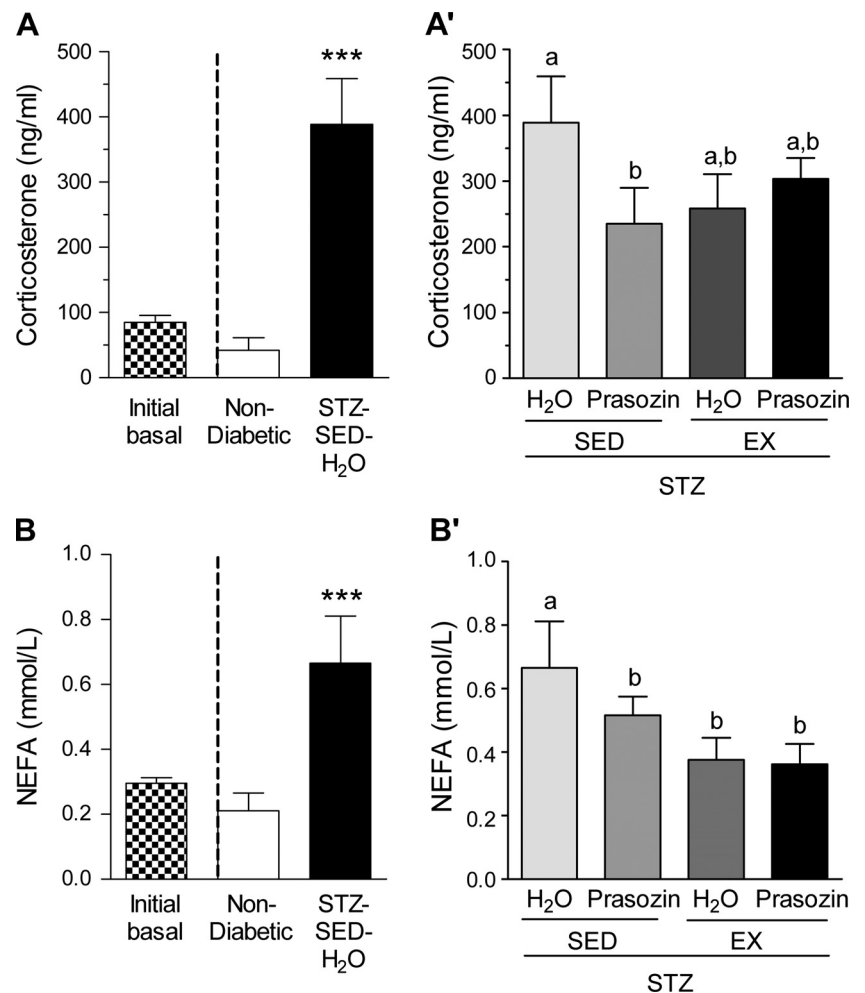 A
Corticosterone (ng/ml)
500
400
300
200
100
0
***
Initial
basal
Non-
Diabetic
STZ-
SED-
H₂O
A'
Corticosterone (ng/ml)
500
400
300
200
100
0
a
b
a,b
a,b
H₂O Prasozin H₂O Prasozin
SED EX
STZ
B
NEFA (mmol/L)
1.0
0.8
0.6
0.4
0.2
0.0
***
Initial
basal
Non-
Diabetic
STZ-
SED-
H₂O
B'
NEFA (mmol/L)
1.0
0.8
0.6
0.4
0.2
0.0
a
b
b
b
H₂O Prasozin H₂O Prasozin
SED EX
STZ